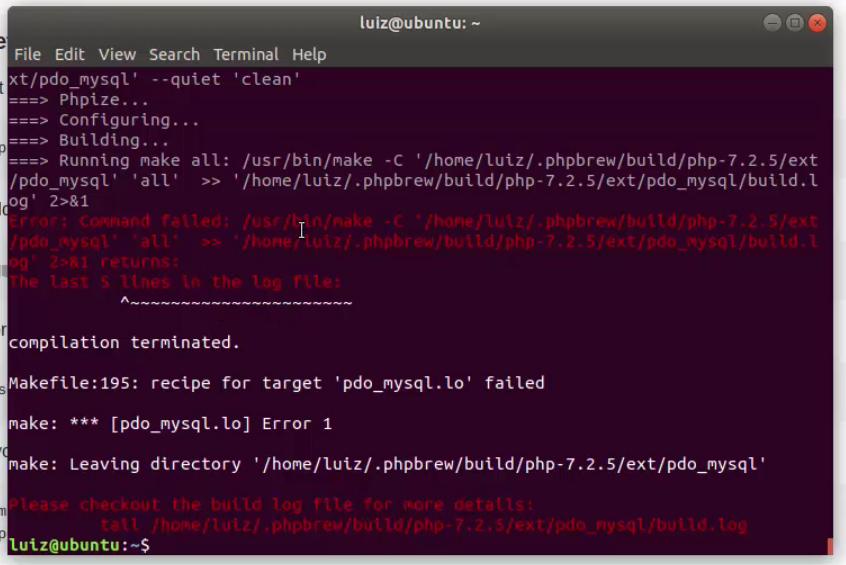 luiz@ubuntu: ~
File Edit View Search Terminal Help
xt/pdo_mysql' --quiet 'clean'
===> Phpize...
===> Configuring...
===> Building...
===> Running make all: /usr/bin/make -C '/home/luiz/.phpbrew/build/php-7.2.5/ext
/pdo_mysql' 'all'  >> '/home/luiz/.phpbrew/build/php-7.2.5/ext/pdo_mysql/build.l
og' 2>&1
Error: Command failed: /usr/bin/make -C '/home/luiz/.phpbrew/build/php-7.2.5/ext
/pdo_mysql' 'all'  >> '/home/luiz/.phpbrew/build/php-7.2.5/ext/pdo_mysql/build.l
og' 2>&1 returns:
The last 5 lines in the log file:
^~~~~~~~~~~~~~~~~~~~~~~
compilation terminated.
Makefile:195: recipe for target 'pdo_mysql.lo' failed
make: *** [pdo_mysql.lo] Error 1
make: Leaving directory '/home/luiz/.phpbrew/build/php-7.2.5/ext/pdo_mysql'
Please checkout the build log file for more details:
tail /home/luiz/.phpbrew/build/php-7.2.5/ext/pdo_mysql/build.log
luiz@ubuntu:~$